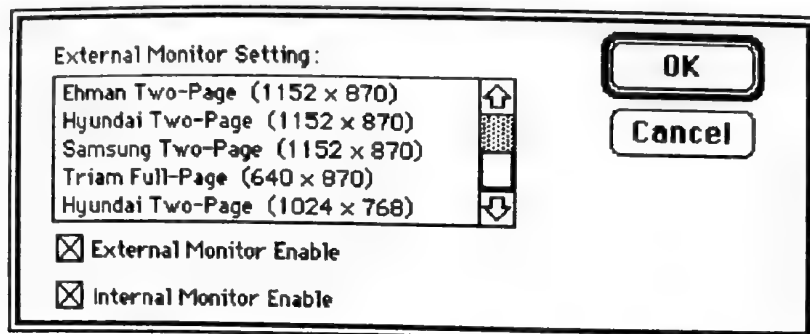 External Monitor Setting:
Ehman Two-Page (1152 x 870)
Hyundai Two-Page (1152 x 870)
Samsung Two-Page (1152 x 870)
Triam Full-Page (640 x 870)
Hyundai Two-Page (1024 x 768)
External Monitor Enable
Internal Monitor Enable
OK
Cancel